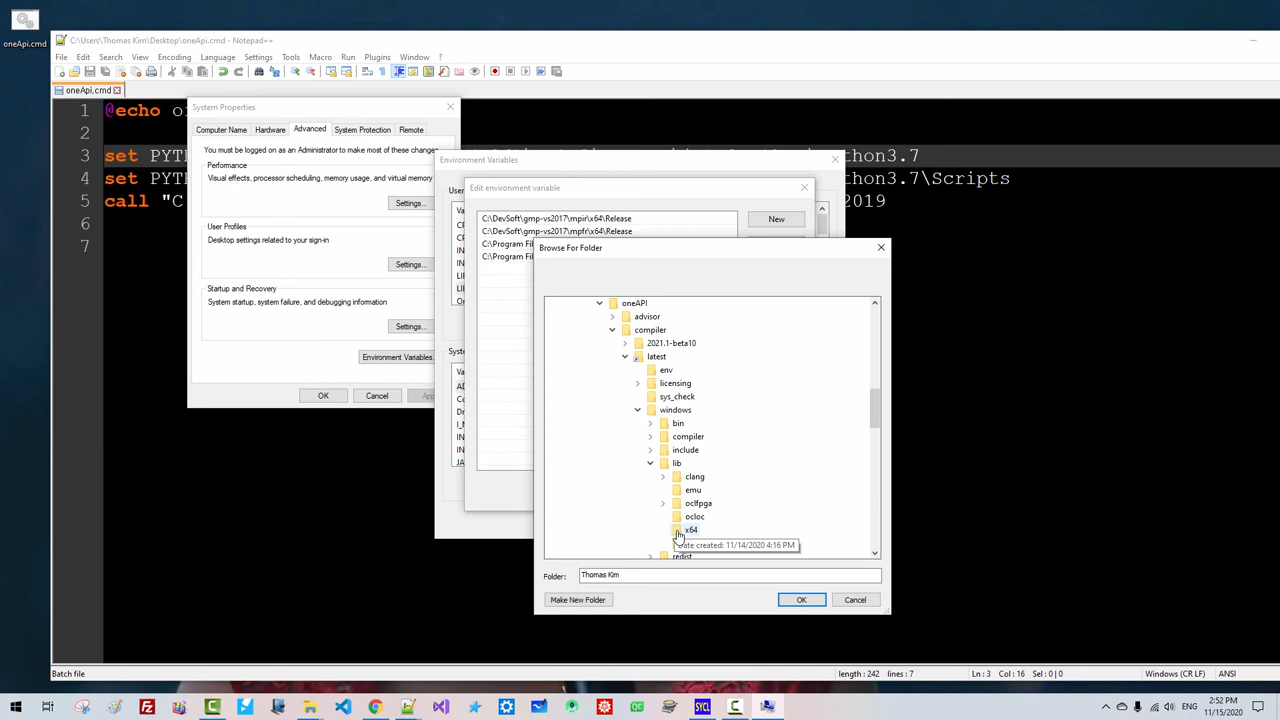 oneApi.cmd
C:\Users\Thomas Kim\Desktop\oneApi.cmd - Notepad++
File Edit Search View Encoding Language Settings Tools Macro Run Plugins Window ?
oneApi.cmd
1 @echo
2
3 set thon3.7
4 set thon3.7\Scripts
5 call "C 2019
6
7
System Properties
Computer Name Hardware Advanced System Protection Remote
You must be logged on as an Administrator to make most of these changes.
Performance
Visual effects, processor scheduling, memory usage, and virtual memory
Settings...
User Profiles
Desktop settings related to your sign-in
Settings...
Startup and Recovery
System startup, system failure, and debugging information
Settings...
Environment Variables.
OK Cancel
Environment Variables
Edit environment variable
C:\DevSoft\gmp-vs2017\mpir\x64\Release
C:\DevSoft\gmp-vs2017\mpfr\x64\Release
C:\Program Fil
C:\Program Fil
New
Browse For Folder
oneAPI
advisor
compiler
2021.1-beta10
latest
env
licensing
sys_check
windows
bin
compiler
include
lib
clang
emu
oclfpga
ocloc
x64
Date created: 11/14/2020 4:16 PM
redist
Folder: Thomas Kim
Make New Folder OK Cancel
Batch file length : 242 lines : 7 Ln : 3 Col : 16 Sel : 0 | 0 Windows (CR LF) ANSI
2:52 PM
11/15/2020